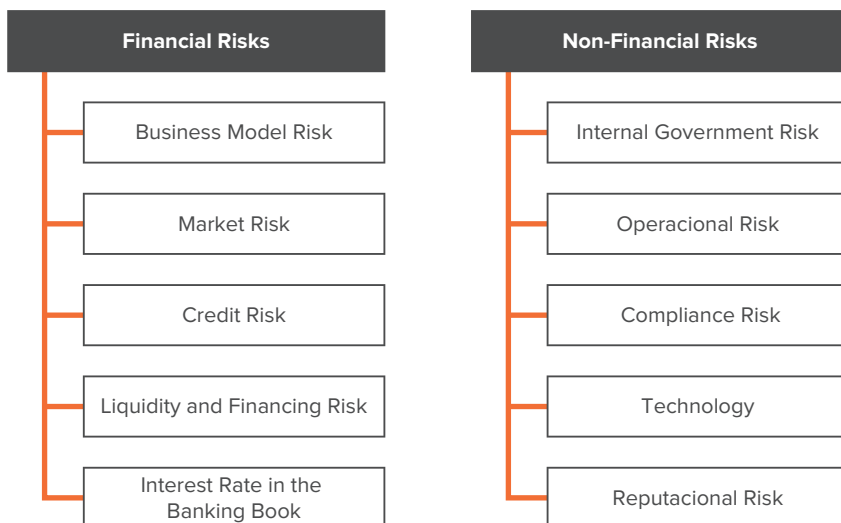 Financial Risks
Business Model Risk
Market Risk
Credit Risk
Liquidity and Financing Risk
Interest Rate in the
Banking Book
Non-Financial Risks
Internal Government Risk
Operacional Risk
Compliance Risk
Technology
Reputacional Risk